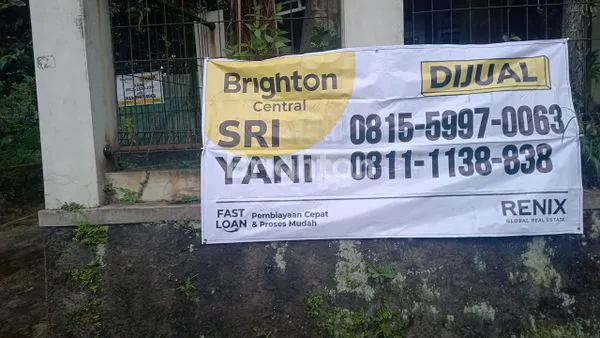 Brighton
Central
DIJUAL
SRI
YANI
0815-5997-0063
0811-1138-838
FAST
LOAN
Pembiayaan Cepat
& Proses Mudah
RENIX
GLOBAL REAL ESTATE